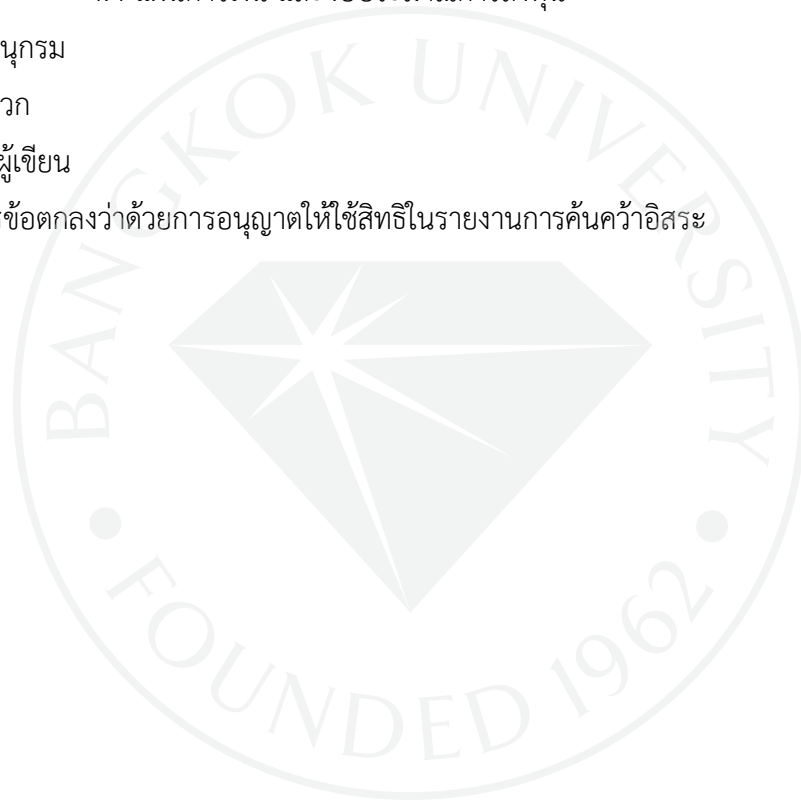 นุกรม
วก
ผู้เขียน
ข้อตกลงว่าด้วยการอนุญาตให้ใช้สิทธิในรายงานการค้นคว้าอิสระ
BANGKOK UNIVERSITY
FOUNDED 1962